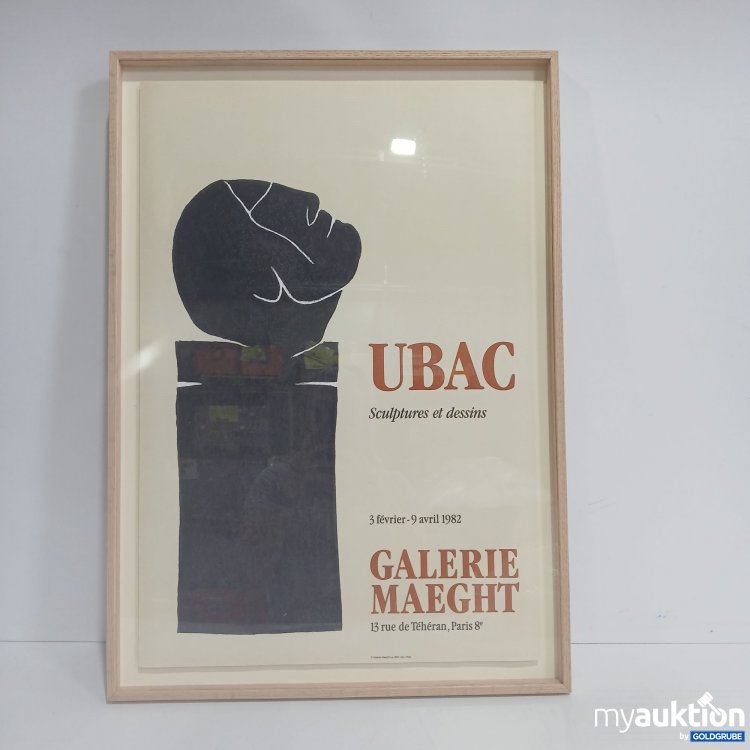 UBAC
Sculptures et dessins
3 février - 9 avril 1982
GALERIE
MAEGHT
13 rue de Téhéran, Paris 8e
myauktion
by GOLDGRUBE